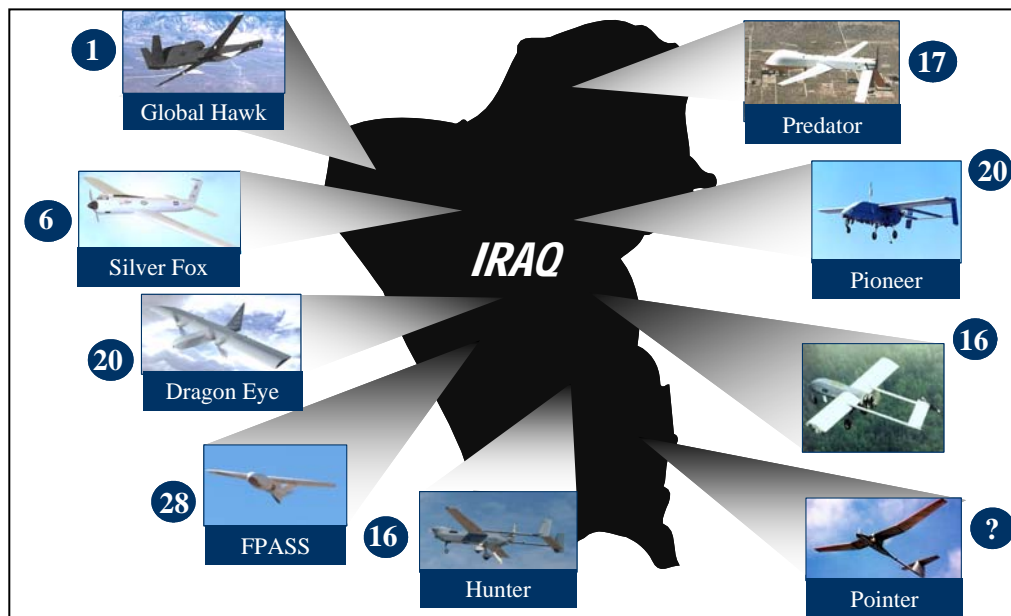 1
Global Hawk
17
Predator
6
Silver Fox
20
Pioneer
IRAQ
20
Dragon Eye
16
28
FPASS
16
Hunter
?
Pointer